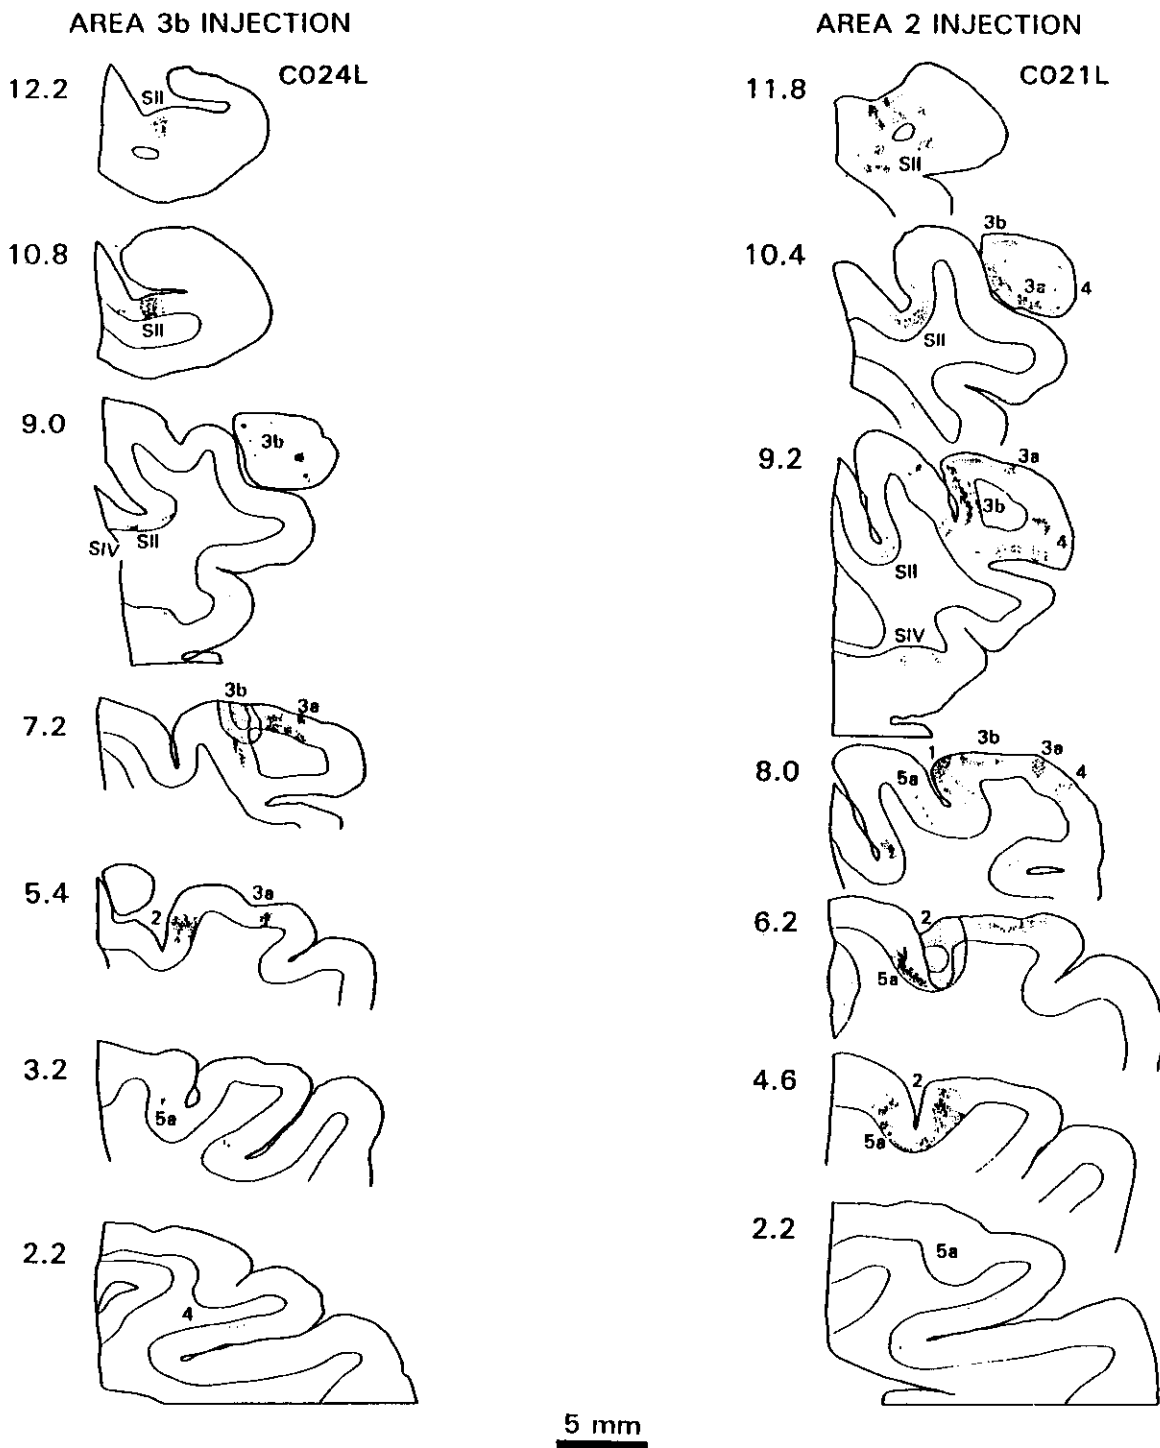 AREA 3b INJECTION
CO24L
12.2
SII
10.8
SII
9.0
3b
SIV
SII
7.2
3b
3a
5.4
2
3a
3.2
5a
2.2
4
AREA 2 INJECTION
CO21L
11.8
SII
10.4
3b
3a
4
SII
9.2
3a
3b
4
SII
SIV
8.0
1
3b
3a
5a
4
6.2
2
5a
4.6
2
5a
2.2
5a
5 mm